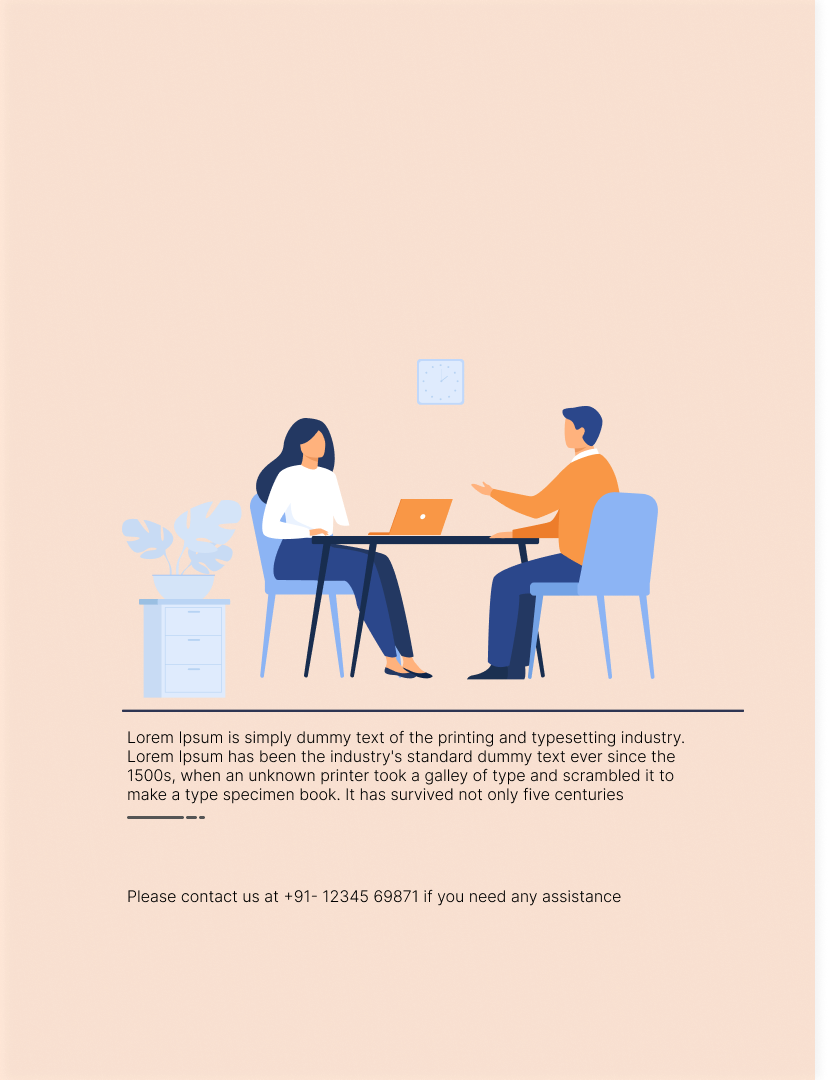 Lorem Ipsum is simply dummy text of the printing and typesetting industry.
Lorem Ipsum has been the industry's standard dummy text ever since the
1500s, when an unknown printer took a galley of type and scrambled it to
make a type specimen book. It has survived not only five centuries
Please contact us at +91- 12345 69871 if you need any assistance